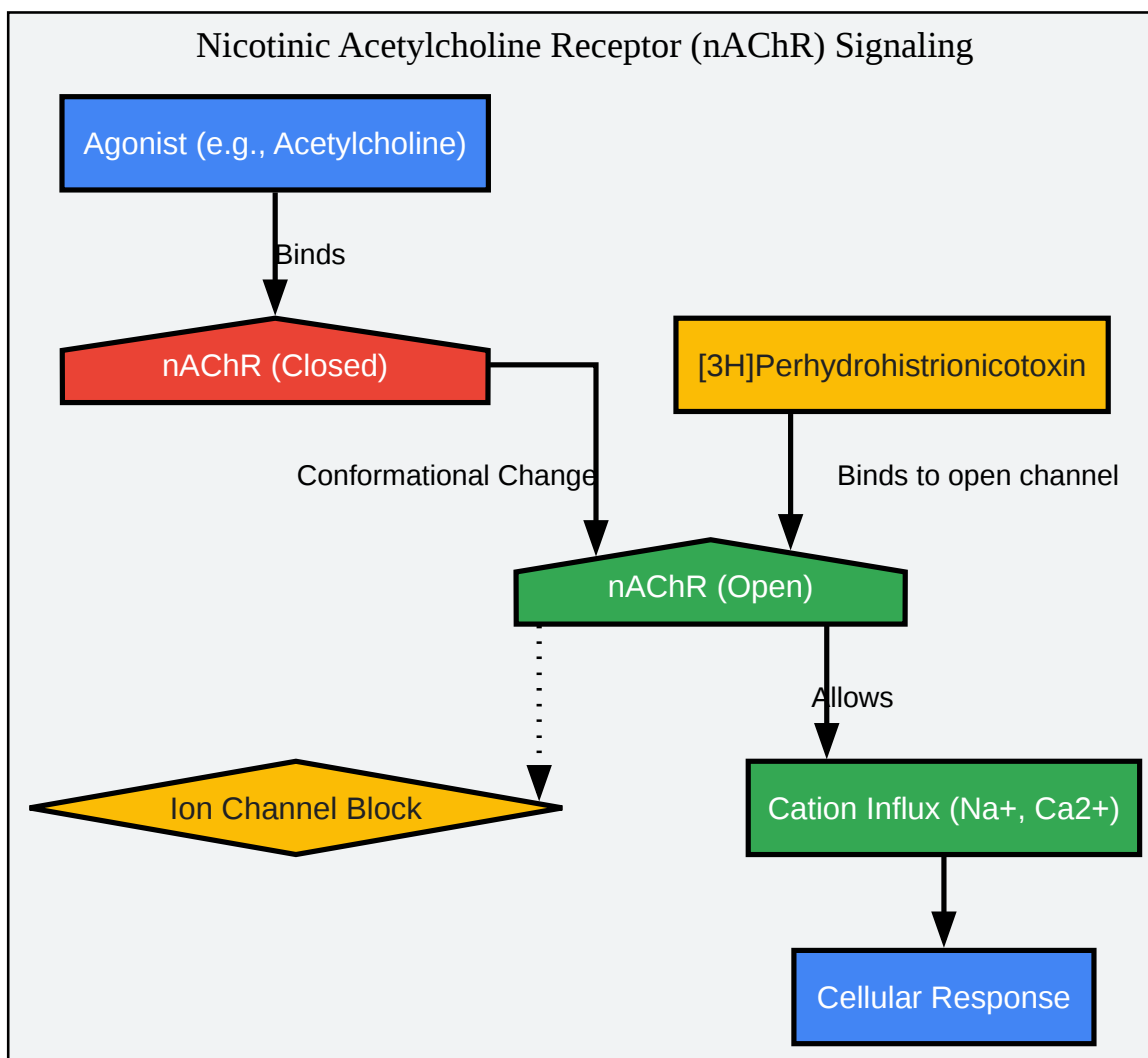 Nicotinic Acetylcholine Receptor (nAChR) Signaling
Agonist (e.g., Acetylcholine)
Binds
nAChR (Closed)
[3H]Perhydrohistrionicotoxin
Conformational Change
Binds to open channel
nAChR (Open)
Allows
Ion Channel Block
Cation Influx (Na+, Ca2+)
Cellular Response